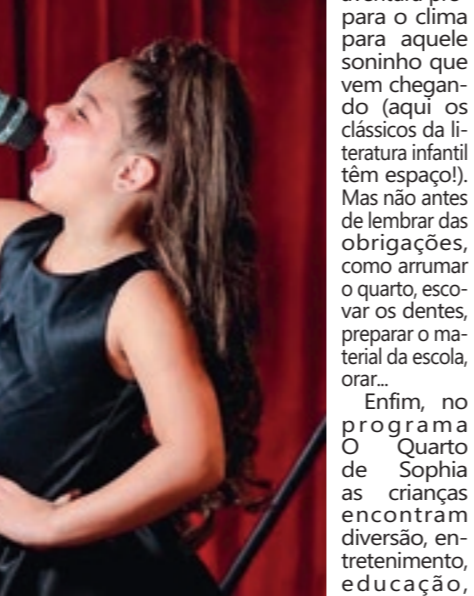 para o clima
para aquele
soninho que
vem chegan-
do (aqui os
clássicos da li-
teratura infantil
têm espaço!).
Mas não antes
de lembrar das
obrigações,
como arrumar
o quarto, esco-
var os dentes,
preparar o ma-
terial da escola,
orar...
Enfim, no
programa
O Quarto
de Sophia
as crianças
encontram
diversão, en-
tretenimento,
educação,